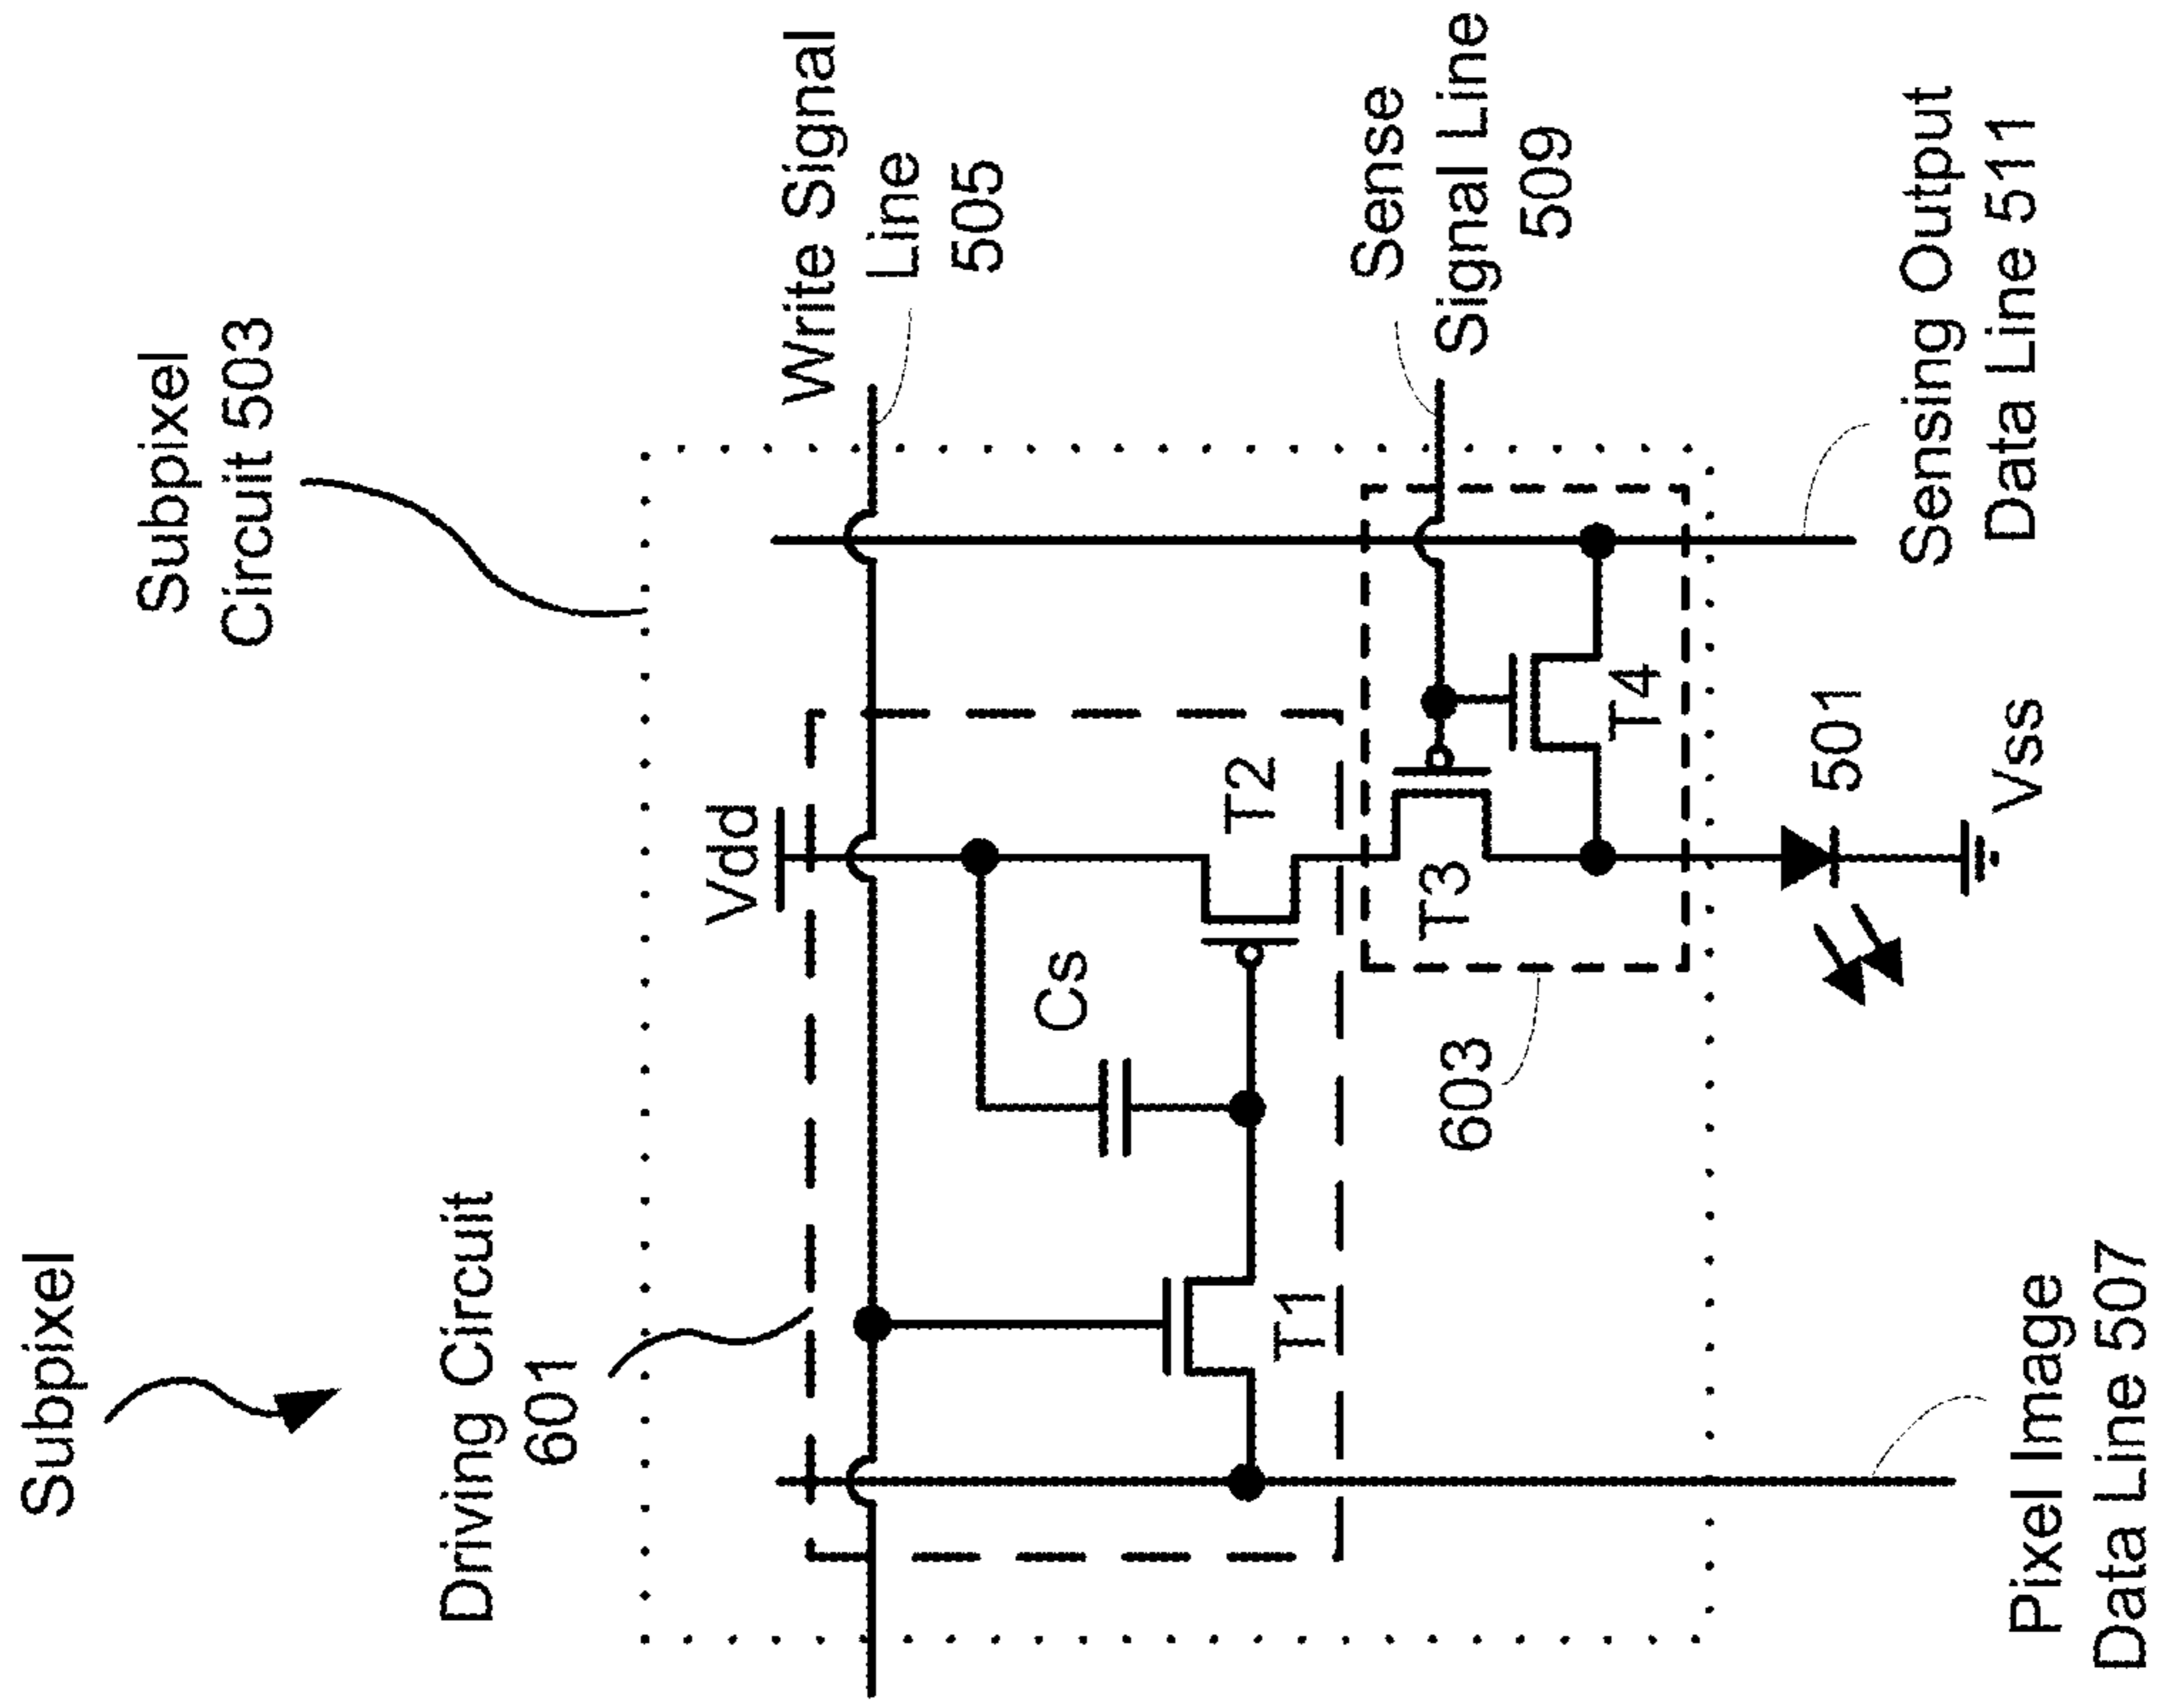 Subpixel
Subpixel
Circuit 503
Driving Circuit
601
Write Signal
Line
505
Vdd
Cs
T2
T1
Sense
Signal Line
509
T3
T4
603
501
Vss
Sensing Output
Data Line 511
Pixel Image
Data Line 507